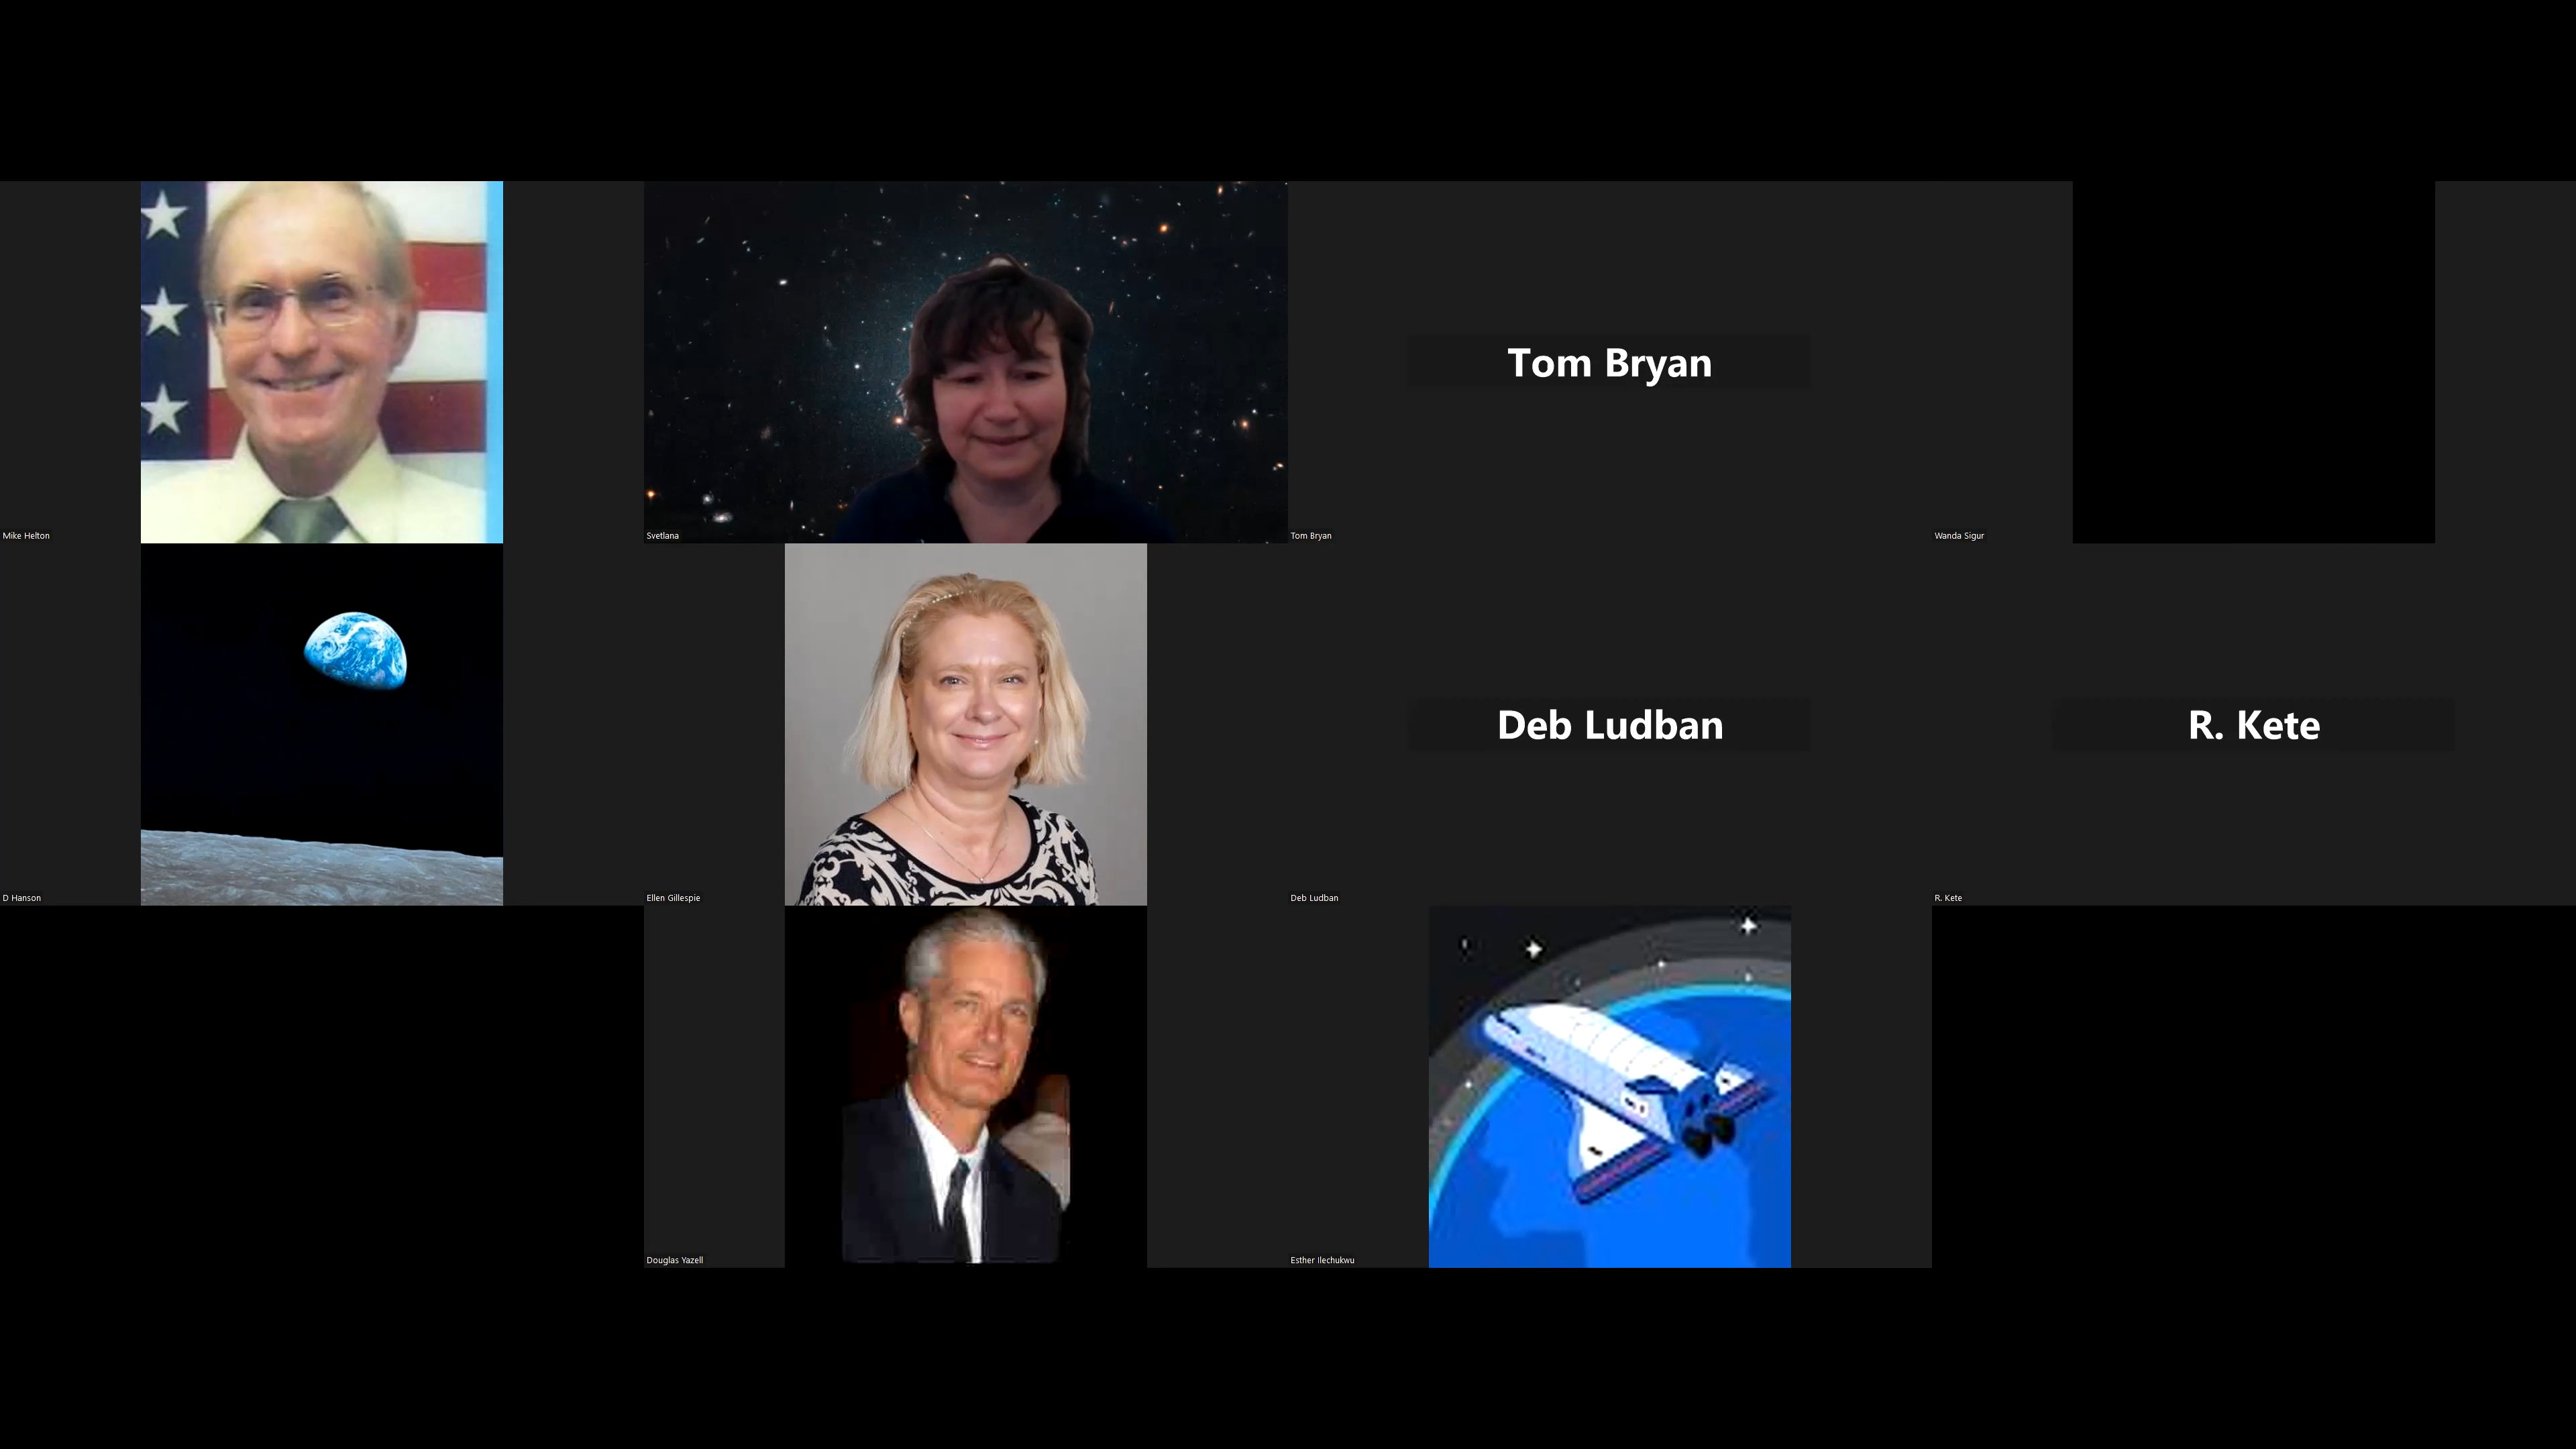 Tom Bryan
Mike Helton
Svetlana
Tom Bryan
Wanda Sigur
Deb Ludban
R. Kete
D Hanson
Ellen Gillespie
Deb Ludban
R. Kete
Douglas Yazell
Esther Ilechukwu